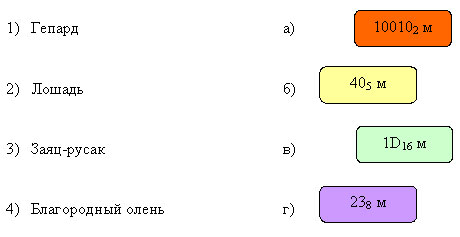 1) Гепард а) 10010₂ м
2) Лошадь б) 40₅ м
3) Заяц-русак в) 1D₁₆ м
4) Благородный олень г) 23₈ м